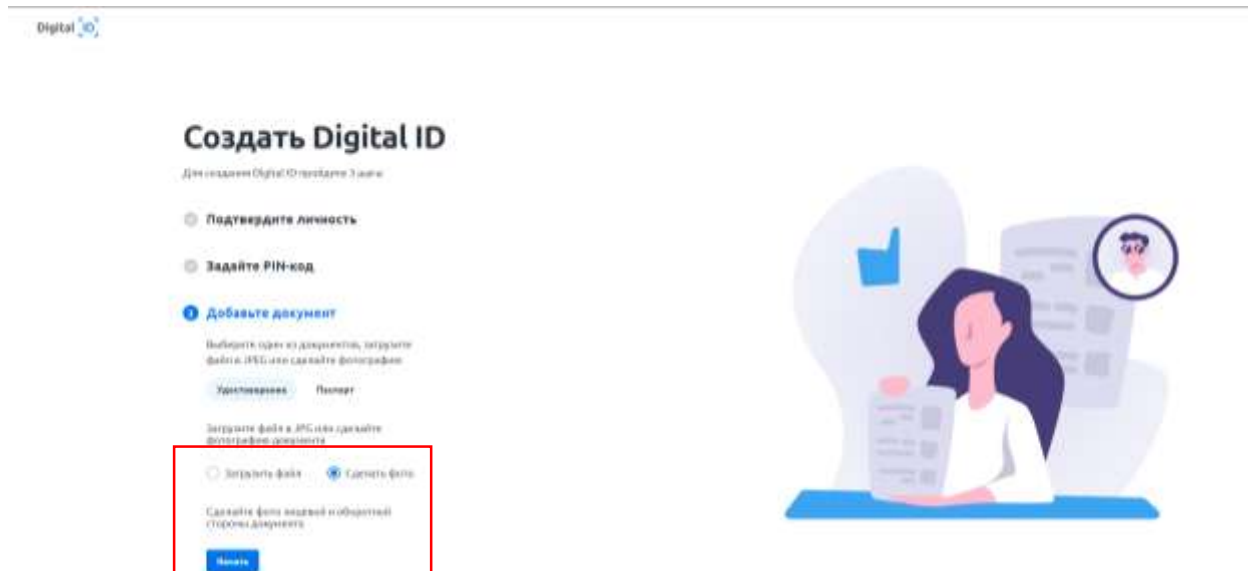 Digital ID
Создать Digital ID
Для создания Digital ID пройдите 3 шага
Подтвердите личность
Задайте PIN-код
3 Добавьте документ
Выберите один из документов, загрузите
файл в JPEG или сделайте фотографию
Удостоверение Паспорт
Загрузите файл в JPG или сделайте
фотографию документа
Загрузить файл Сделать фото
Сделайте фото лицевой и оборотной
стороны документа
Начать